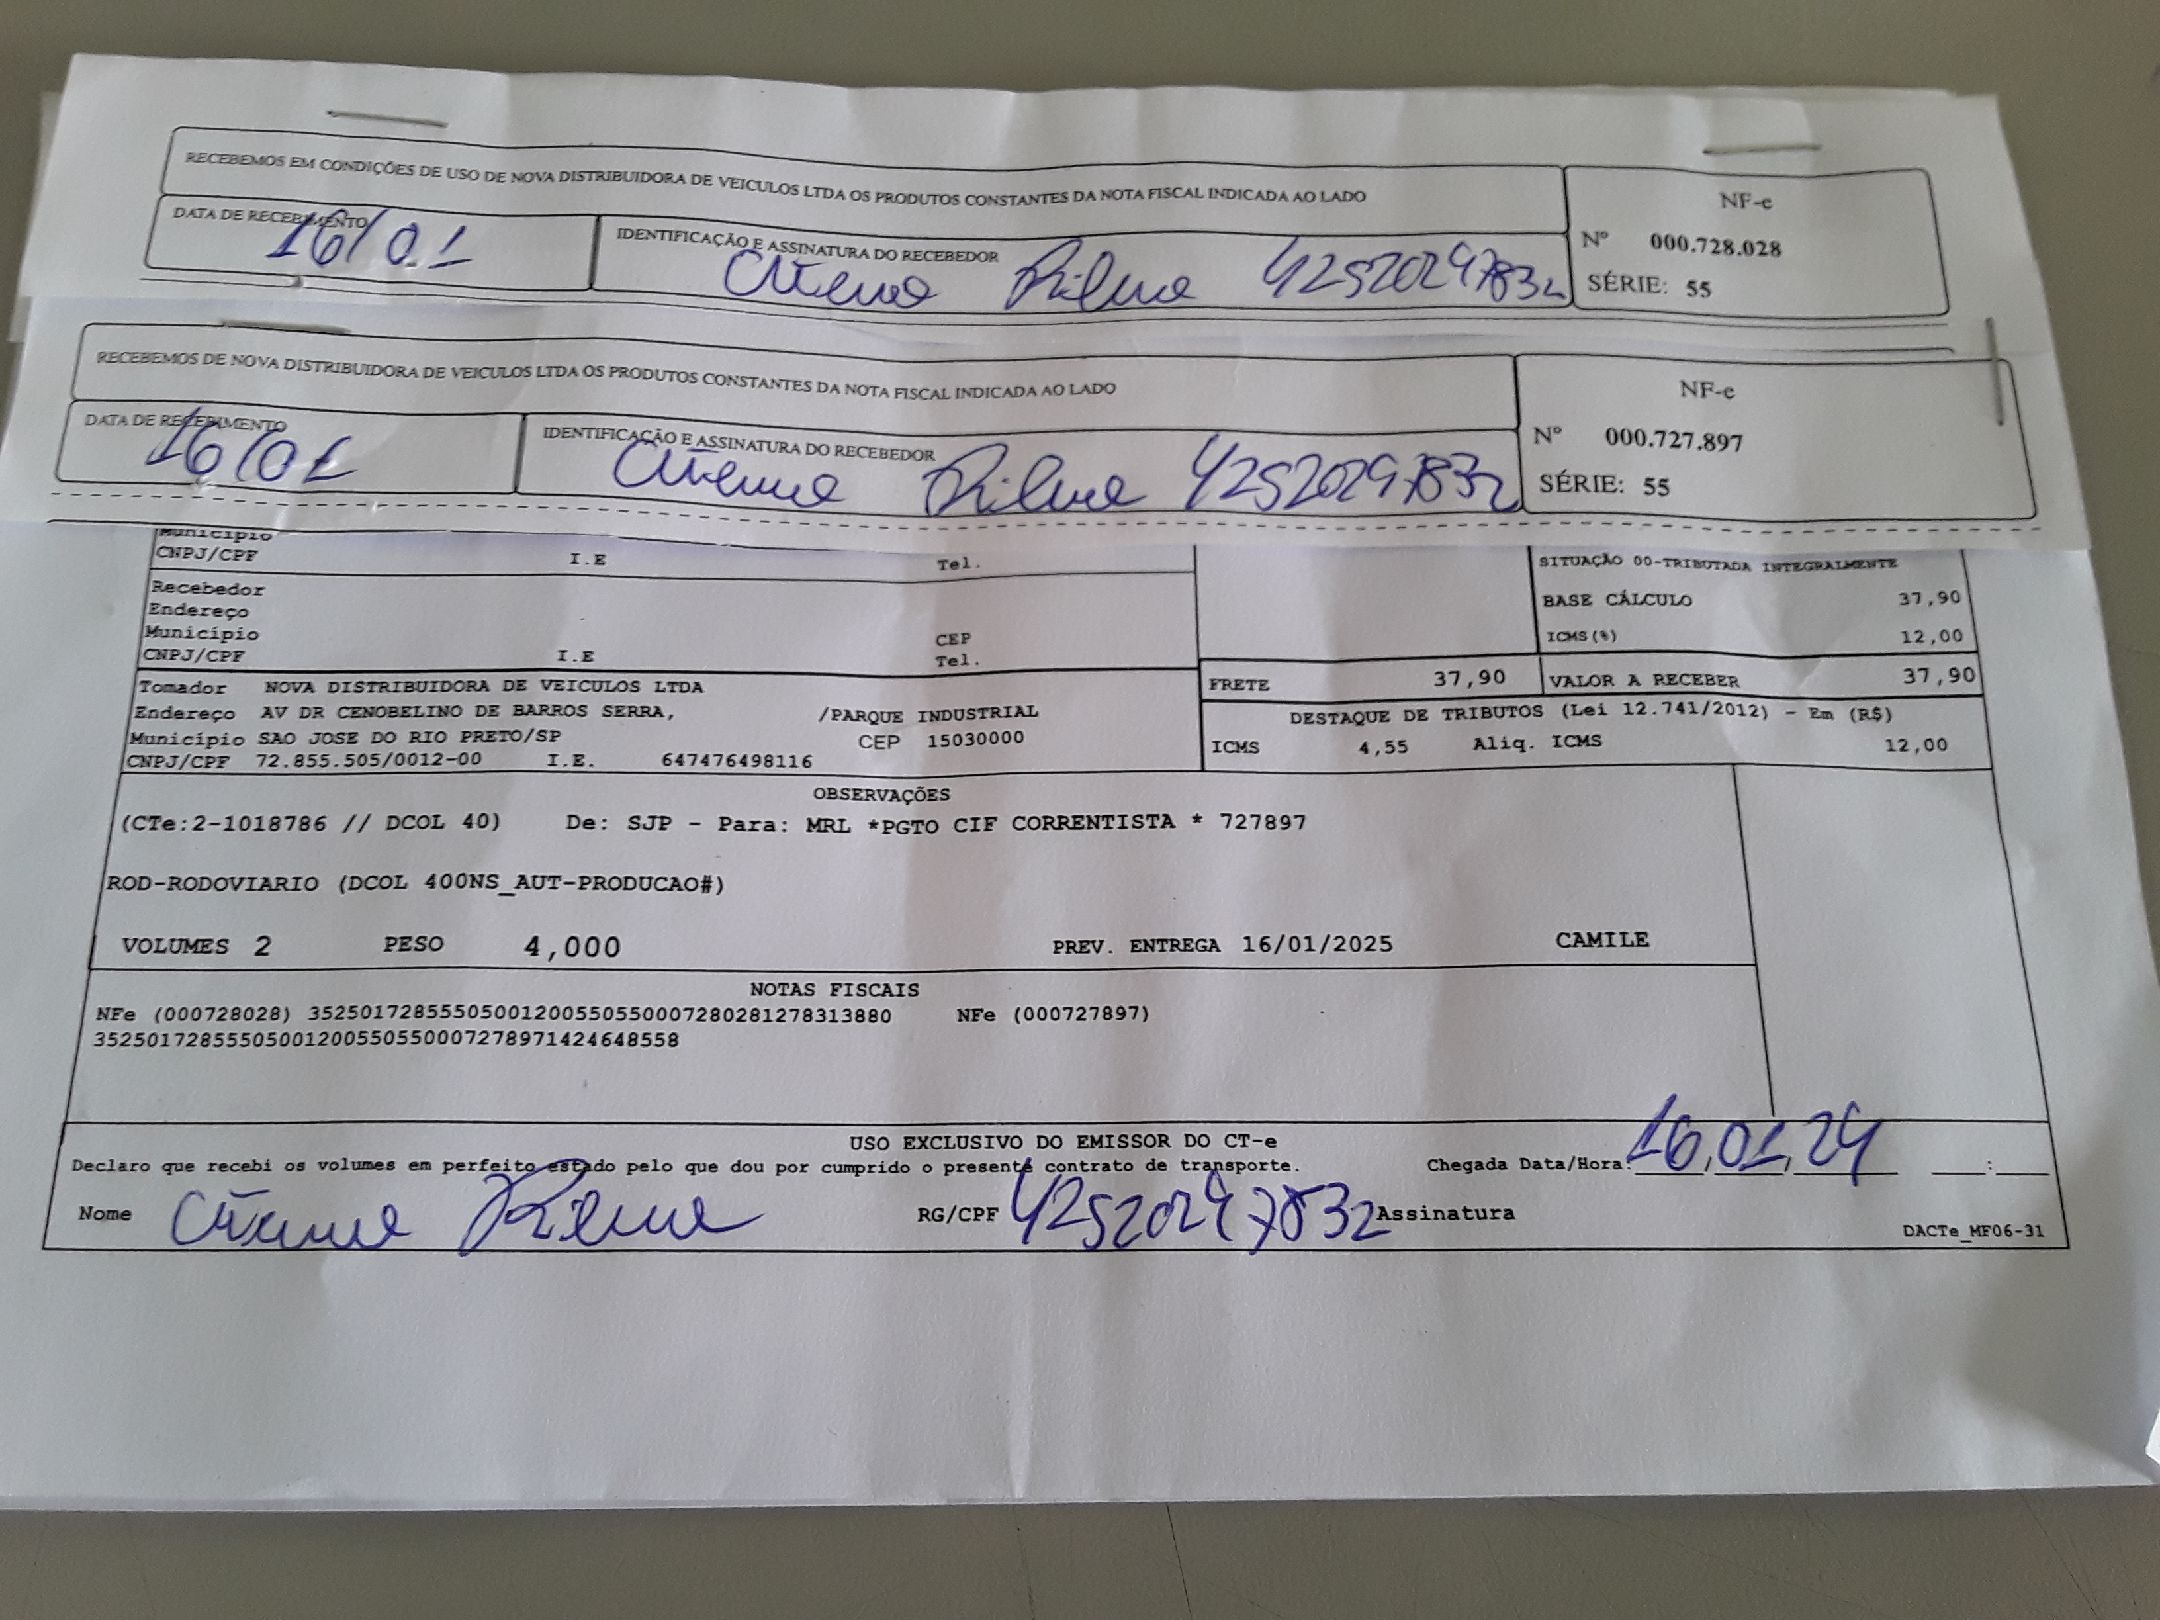 RECEBEMOS EM CONDIÇÕES DE USO DE NOVA DISTRIBUIDORA DE VEICULOS LTDA OS PRODUTOS CONSTANTES DA NOTA FISCAL INDICADA AO LADO
NF-e
Nº 000.728.028
SÉRIE: 55
DATA DE RECEBIMENTO
16/01
IDENTIFICAÇÃO E ASSINATURA DO RECEBEDOR
42520297832
RECEBEMOS DE NOVA DISTRIBUIDORA DE VEICULOS LTDA OS PRODUTOS CONSTANTES DA NOTA FISCAL INDICADA AO LADO
NF-e
Nº 000.727.897
SÉRIE: 55
DATA DE RECEBIMENTO
16/01
IDENTIFICAÇÃO E ASSINATURA DO RECEBEDOR
42520297832
Município
CNPJ/CPF I.E Tel.
Recebedor
Endereço
Município CEP
CNPJ/CPF I.E Tel.
SITUAÇÃO 00-TRIBUTADA INTEGRALMENTE
BASE CÁLCULO 37,90
ICMS(%) 12,00
FRETE 37,90 VALOR A RECEBER 37,90
Tomador NOVA DISTRIBUIDORA DE VEICULOS LTDA
Endereço AV DR CENOBELINO DE BARROS SERRA, /PARQUE INDUSTRIAL
Município SAO JOSE DO RIO PRETO/SP CEP 15030000
CNPJ/CPF 72.855.505/0012-00 I.E. 647476498116
DESTAQUE DE TRIBUTOS (Lei 12.741/2012) - Em (R$)
ICMS 4,55 Aliq. ICMS 12,00
OBSERVAÇÕES
(CTe:2-1018786 // DCOL 40) De: SJP - Para: MRL *PGTO CIF CORRENTISTA * 727897
ROD-RODOVIARIO (DCOL 400NS_AUT-PRODUCAO#)
VOLUMES 2 PESO 4,000 PREV. ENTREGA 16/01/2025 CAMILE
NOTAS FISCAIS
NFe (000728028) 35250172855505001200550550007280281278313880 NFe (000727897)
35250172855505001200550550007278971424648558
USO EXCLUSIVO DO EMISSOR DO CT-e
Declaro que recebi os volumes em perfeito estado pelo que dou por cumprido o presente contrato de transporte. Chegada Data/Hora: 16,01,24 :
Nome RG/CPF 42520297832 Assinatura
DACTe_MF06-31